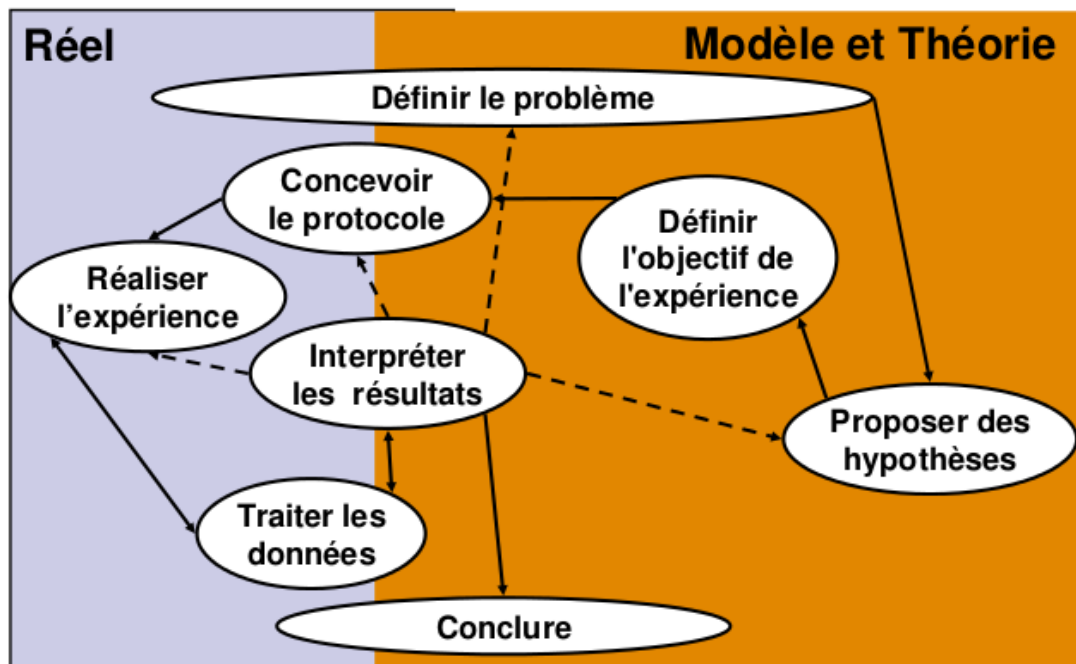 Réel
Modèle et Théorie
Définir le problème
Concevoir
le protocole
Définir
l'objectif de
l'expérience
Réaliser
l’expérience
Interpréter
les résultats
Proposer des
hypothèses
Traiter les
données
Conclure